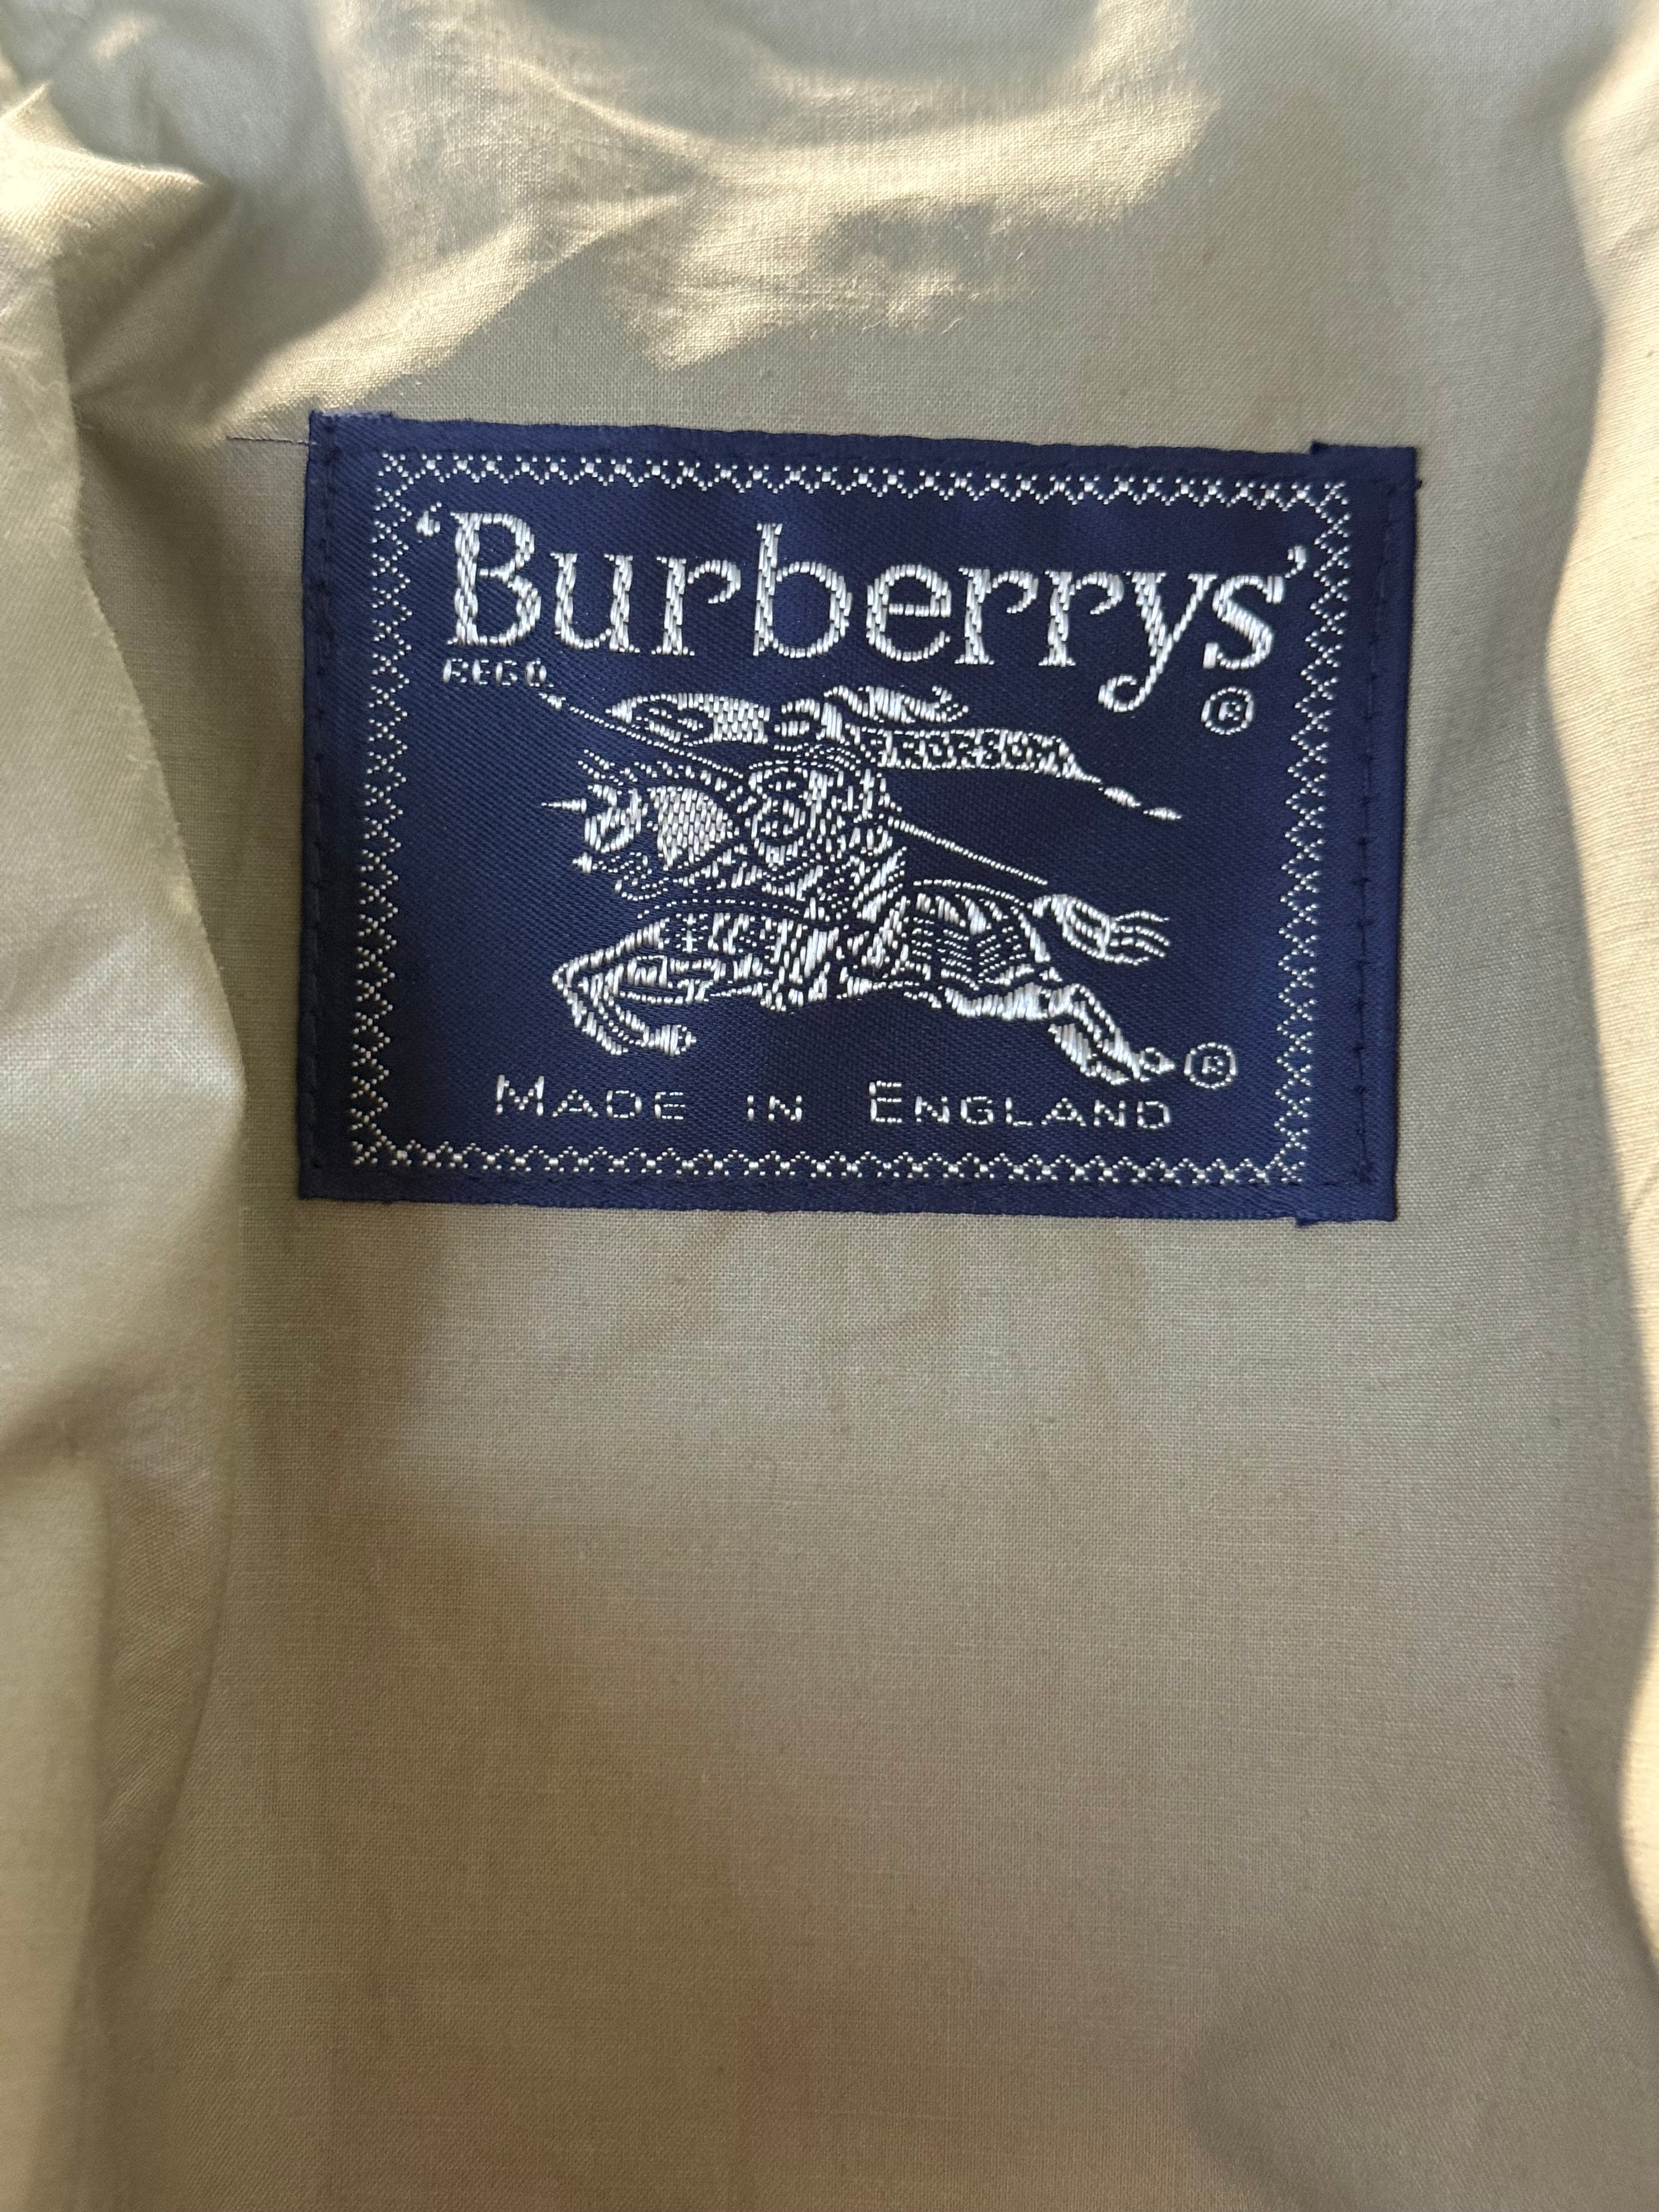 ‘Burberrys’
REGD.
®
PRORSUM
®
MADE IN ENGLAND